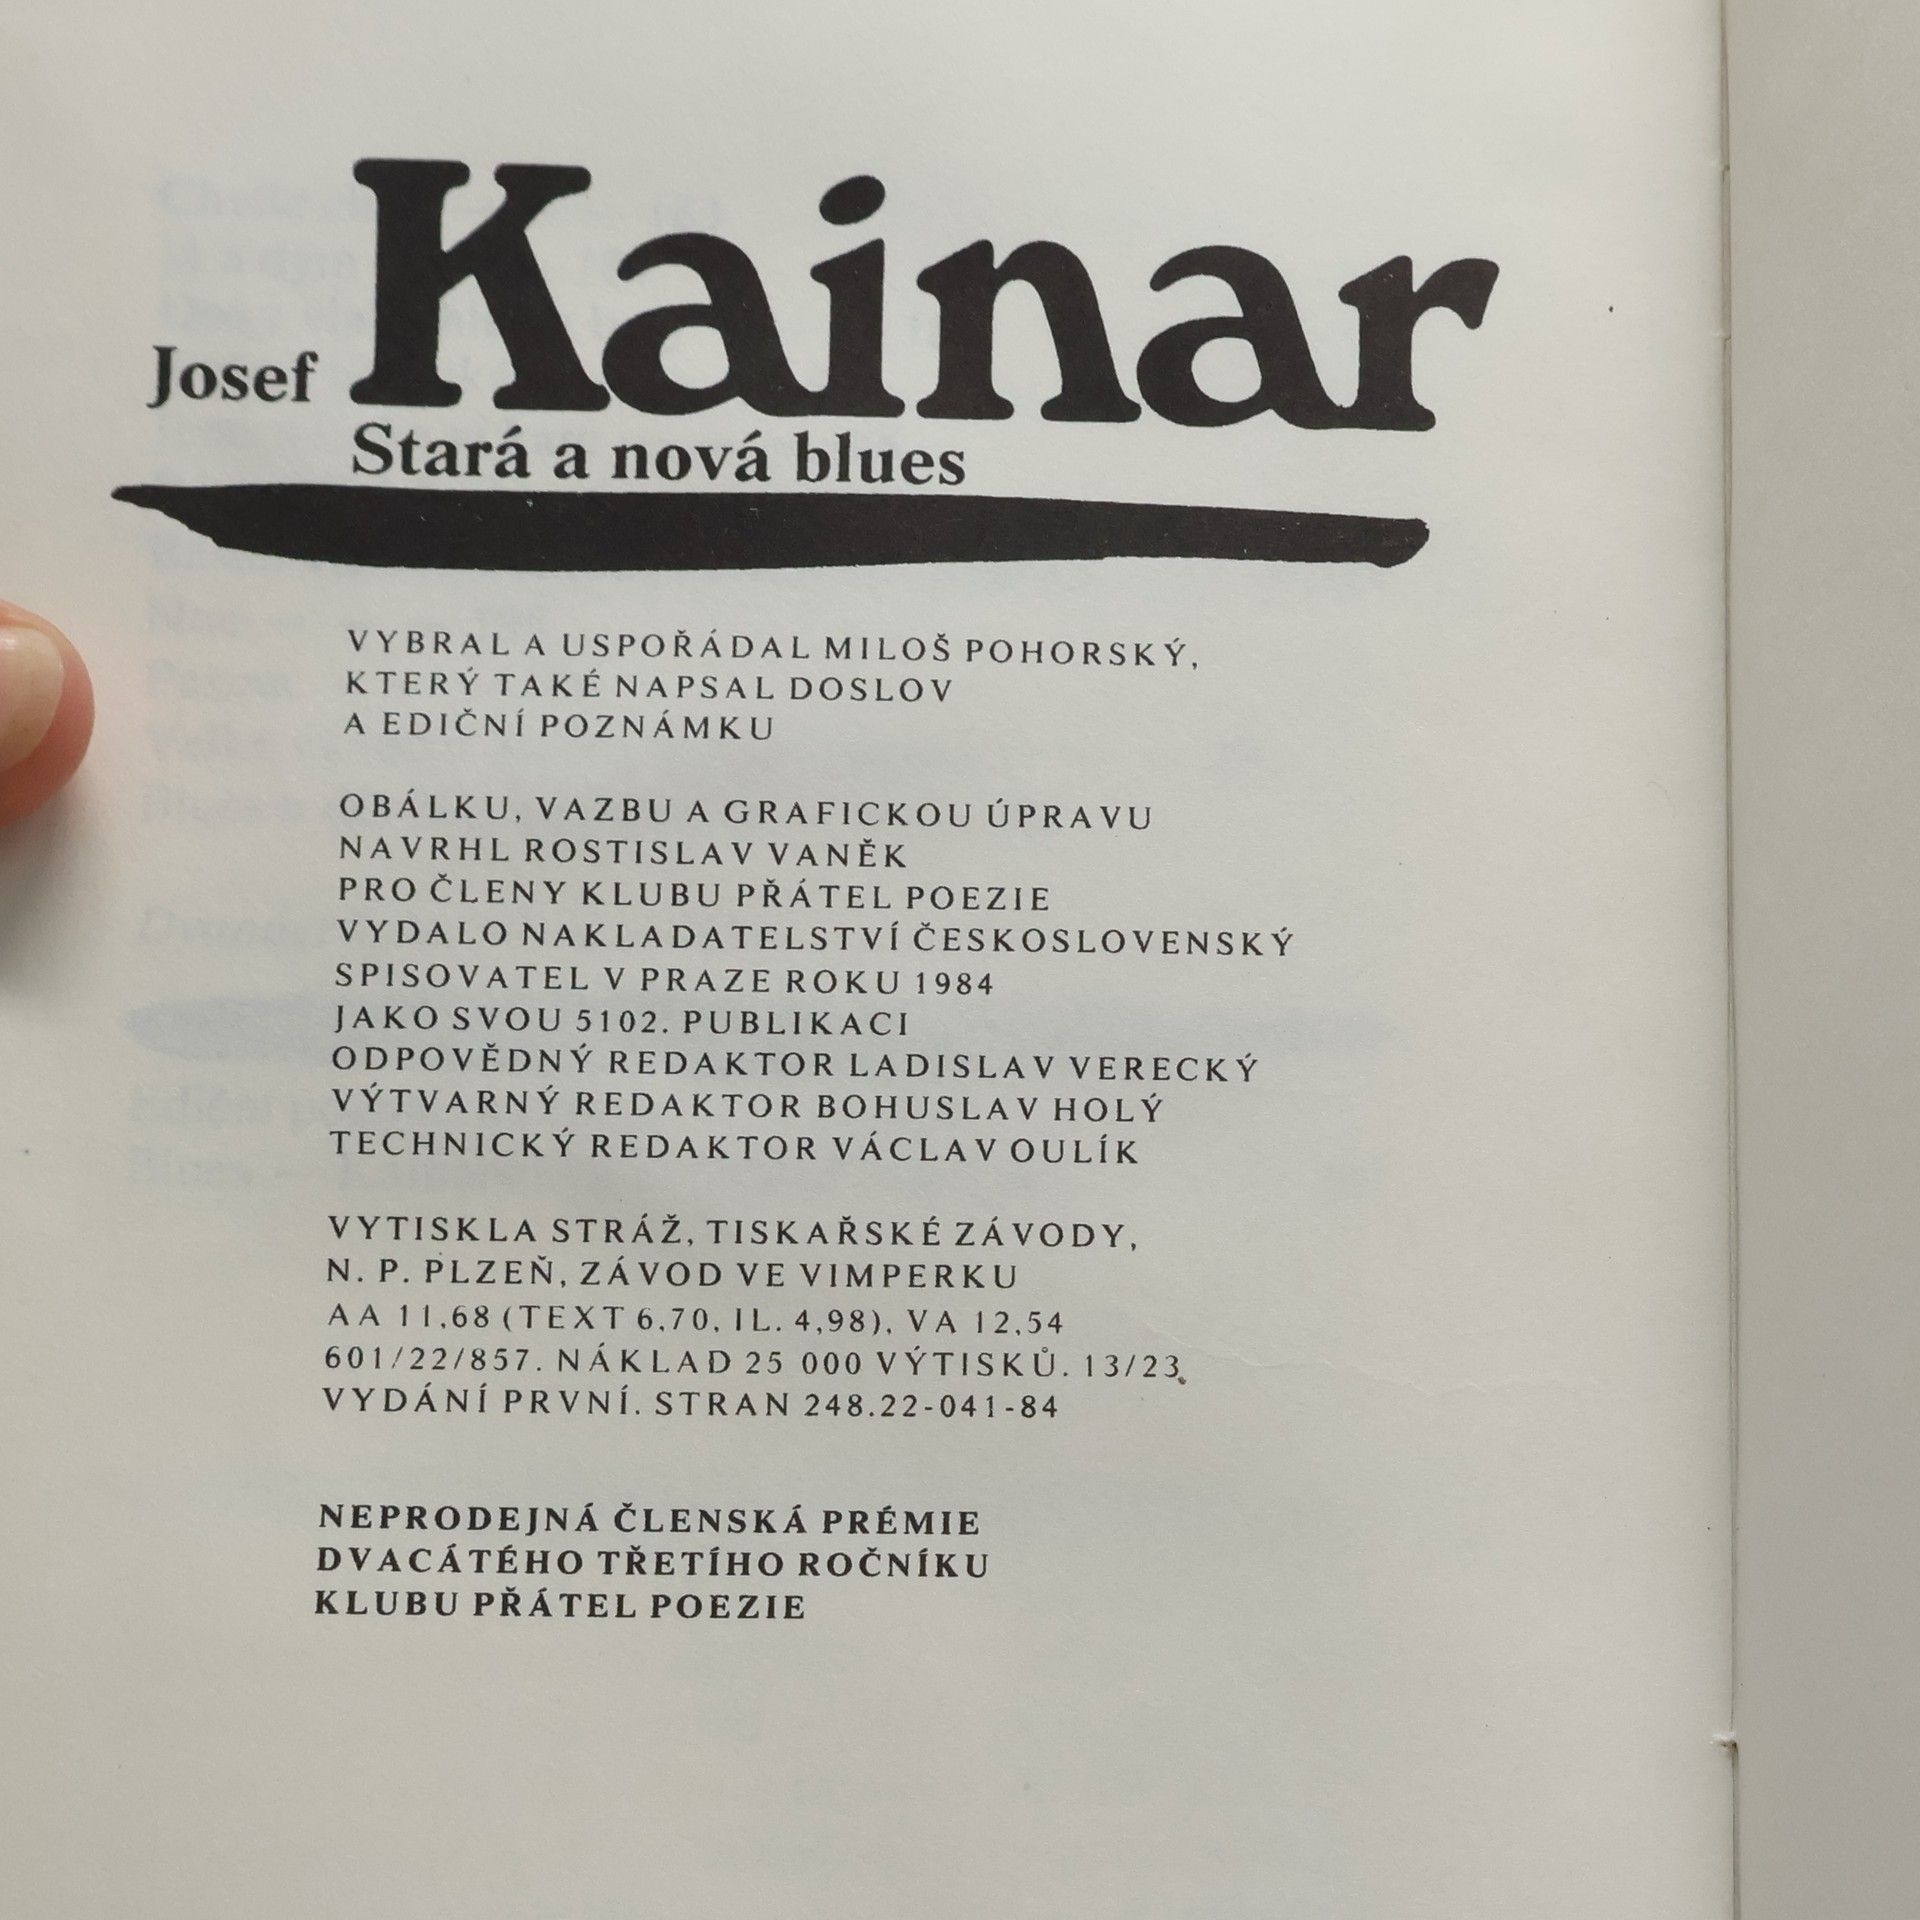 Josef Kainar
Stará a nová blues
VYBRAL A USPOŘÁDAL MILOŠ POHORSKÝ,
KTERÝ TAKÉ NAPSAL DOSLOV
A EDIČNÍ POZNÁMKU
OBÁLKU, VAZBU A GRAFICKOU ÚPRAVU
NAVRHL ROSTISLAV VANĚK
PRO ČLENY KLUBU PŘÁTEL POEZIE
VYDALO NAKLADATELSTVÍ ČESKOSLOVENSKÝ
SPISOVATEL V PRAZE ROKU 1984
JAKO SVOU 5102. PUBLIKACI
ODPOVĚDNÝ REDAKTOR LADISLAV VERECKÝ
VÝTVARNÝ REDAKTOR BOHUSLAV HOLÝ
TECHNICKÝ REDAKTOR VÁCLAV OULÍK
VYTISKLA STRÁŽ, TISKAŘSKÉ ZÁVODY,
N. P. PLZEŇ, ZÁVOD VE VIMPERKU
AA 11,68 (TEXT 6,70, IL. 4,98), VA 12,54
601/22/857. NÁKLAD 25 000 VÝTISKŮ. 13/23.
VYDÁNÍ PRVNÍ. STRAN 248.22-041-84
NEPRODEJNÁ ČLENSKÁ PRÉMIE
DVACÁTÉHO TŘETÍHO ROČNÍKU
KLUBU PŘÁTEL POEZIE